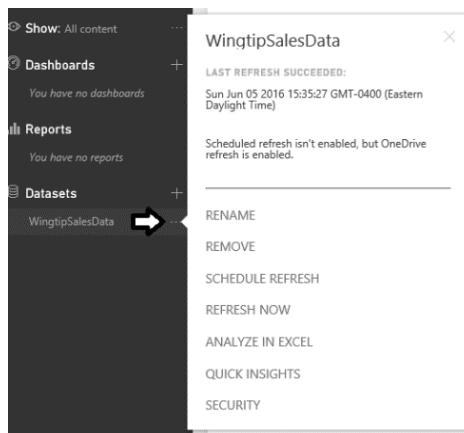 Show: All content
Dashboards
You have no dashboards
Reports
You have no reports
Datasets
WingtipSalesData
WingtipSalesData
LAST REFRESH SUCCEEDED:
Sun Jun 05 2016 15:35:27 GMT-0400 (Eastern
Daylight Time)
Scheduled refresh isn't enabled, but OneDrive
refresh is enabled.
RENAME
REMOVE
SCHEDULE REFRESH
REFRESH NOW
ANALYZE IN EXCEL
QUICK INSIGHTS
SECURITY